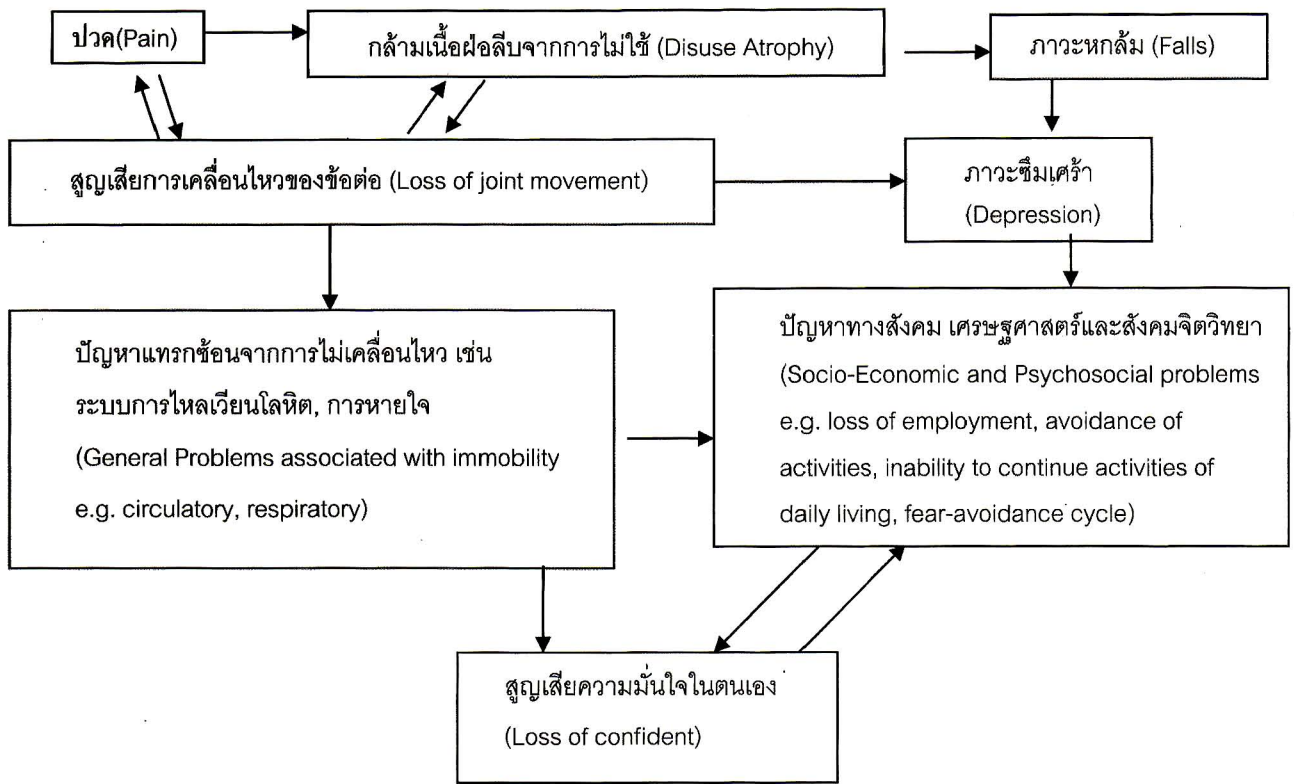 ปวด(Pain)
กล้ามเนื้อฝ่อลีบจากการไม่ใช้ (Disuse Atrophy)
ภาวะหกล้ม (Falls)
สูญเสียการเคลื่อนไหวของข้อต่อ (Loss of joint movement)
ภาวะซึมเศร้า
(Depression)
ปัญหาแทรกซ้อนจากการไม่เคลื่อนไหว เช่น
ระบบการไหลเวียนโลหิต, การหายใจ
(General Problems associated with immobility
e.g. circulatory, respiratory)
ปัญหาทางสังคม เศรษฐศาสตร์และสังคมจิตวิทยา
(Socio-Economic and Psychosocial problems
e.g. loss of employment, avoidance of
activities, inability to continue activities of
daily living, fear-avoidance cycle)
สูญเสียความมั่นใจในตนเอง
(Loss of confident)